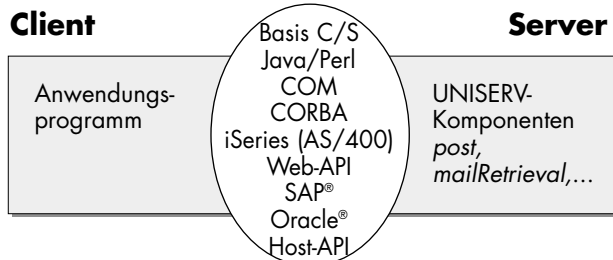 Client
Server
Anwendungs-
programm
Basis C/S
Java/Perl
COM
CORBA
iSeries (AS/400)
Web-API
SAP®
Oracle®
Host-API
UNISERV-
Komponenten
post,
mailRetrieval,...